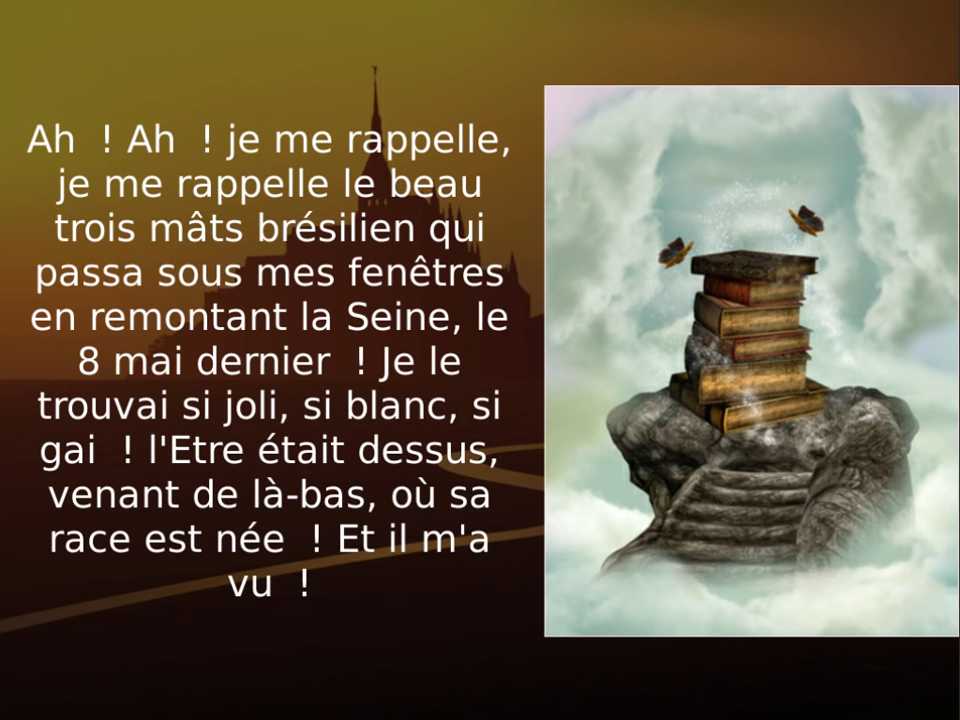 Ah  ! Ah  ! je me rappelle,
je me rappelle le beau
trois mâts brésilien qui
passa sous mes fenêtres
en remontant la Seine, le
8 mai dernier  ! Je le
trouvai si joli, si blanc, si
gai  ! l'Etre était dessus,
venant de là-bas, où sa
race est née  ! Et il m'a
vu  !